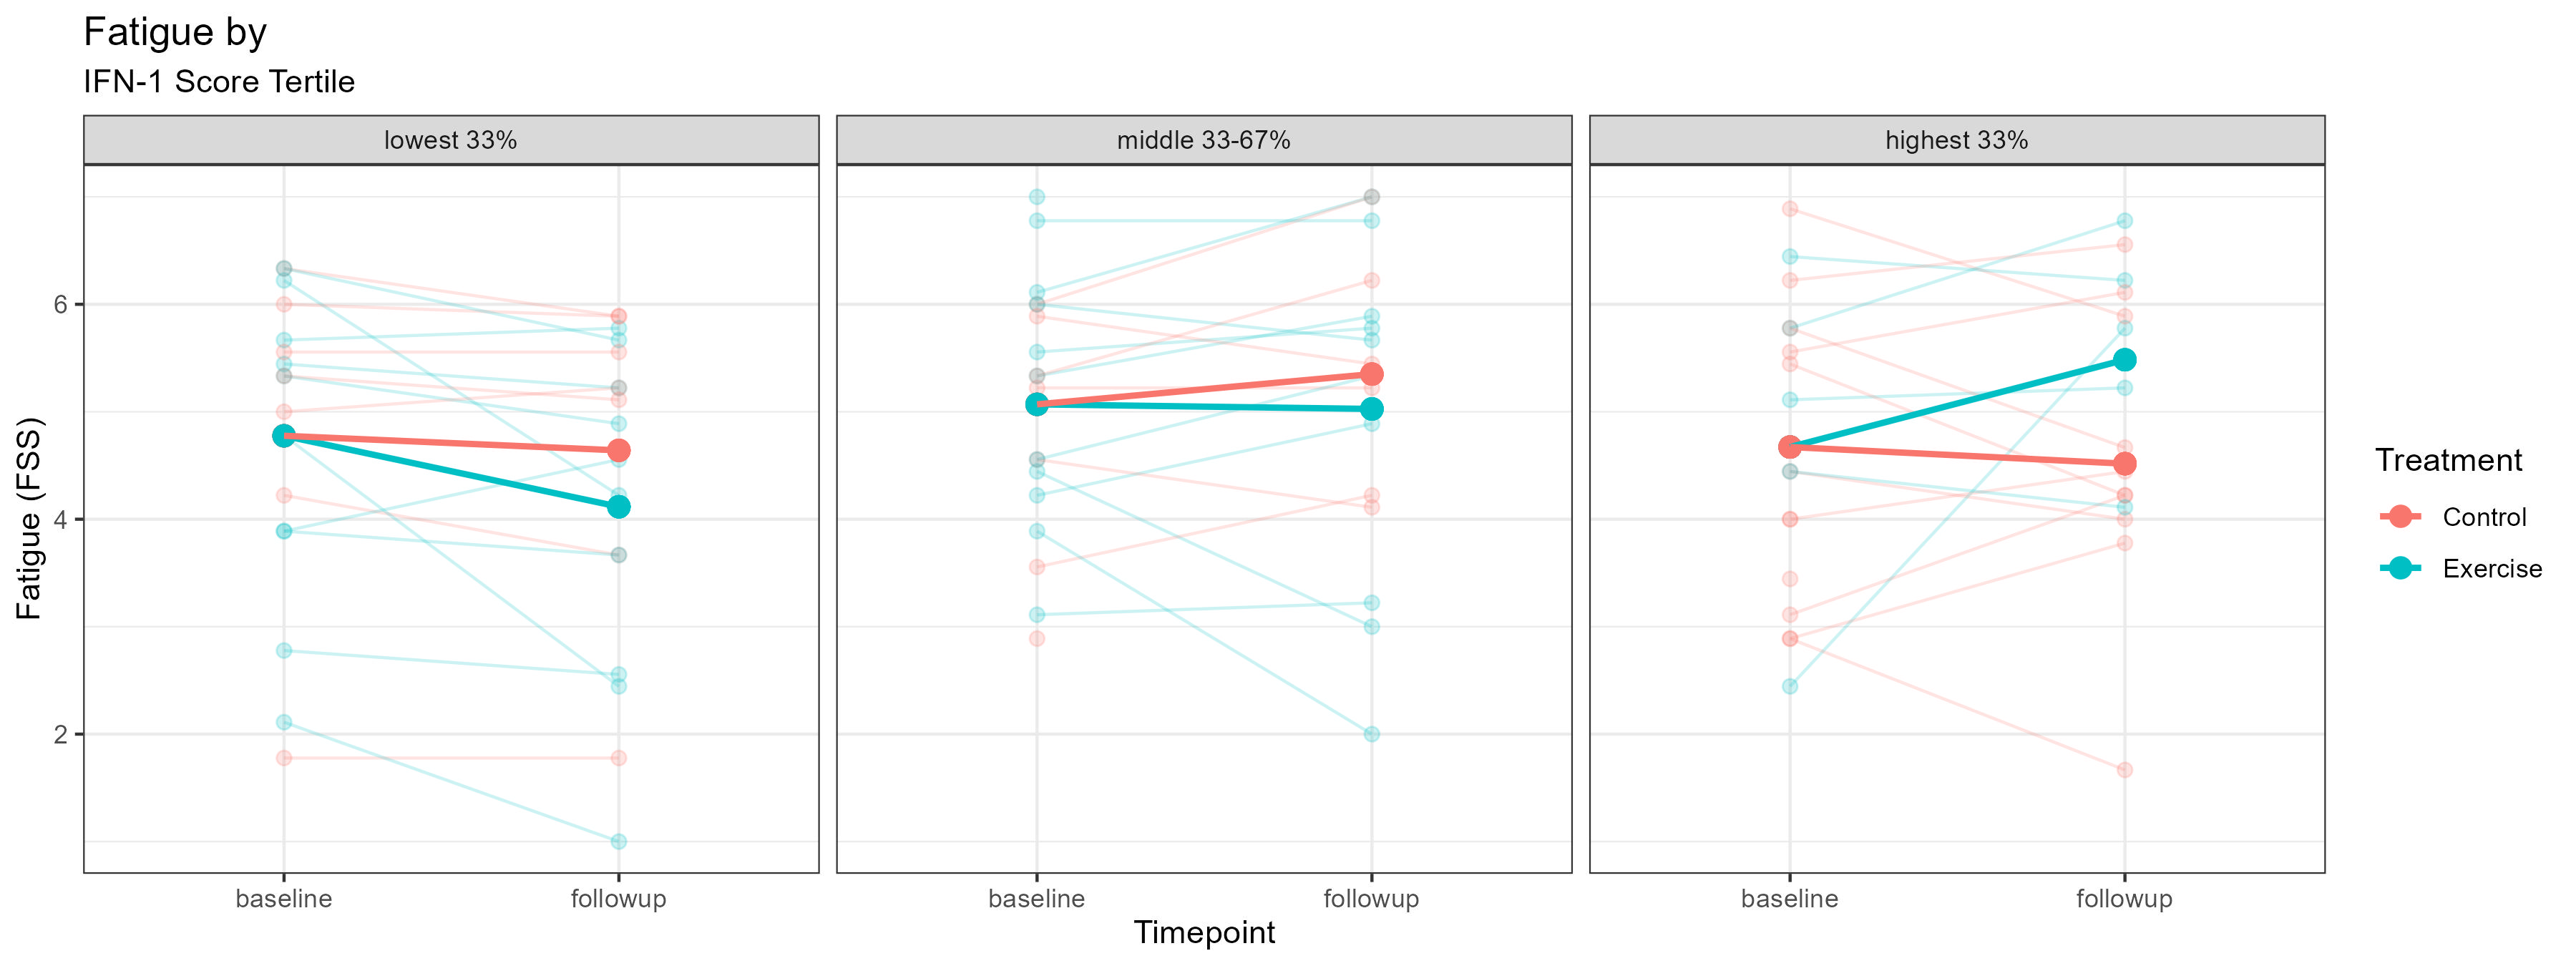 Fatigue by
IFN-1 Score Tertile
lowest 33%
middle 33-67%
highest 33%
Fatigue (FSS)
6
4
2
baseline
followup
baseline
followup
baseline
followup
Timepoint
Treatment
Control
Exercise